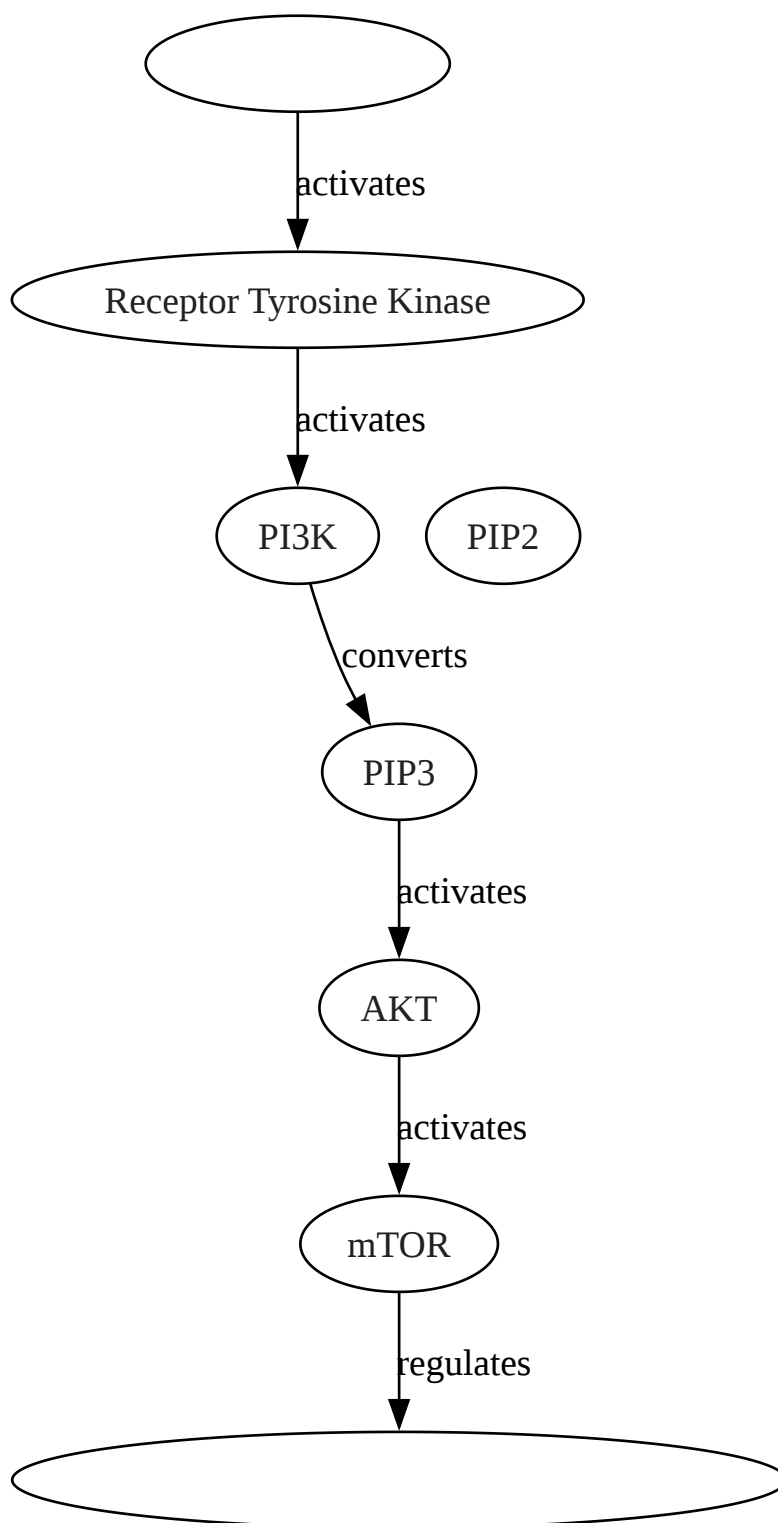 activates
Receptor Tyrosine Kinase
activates
PI3K
PIP2
converts
PIP3
activates
AKT
activates
mTOR
regulates